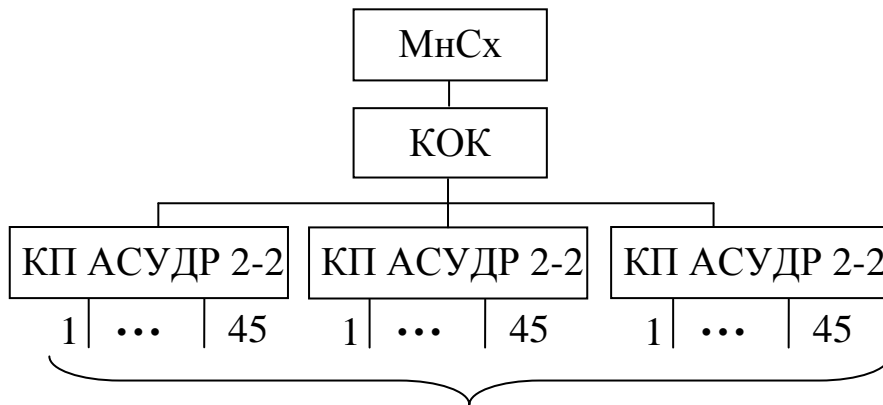 МнСх
КОК
КП АСУДР 2-2 КП АСУДР 2-2 КП АСУДР 2-2
1 ••• 45 1 ••• 45 1 ••• 45